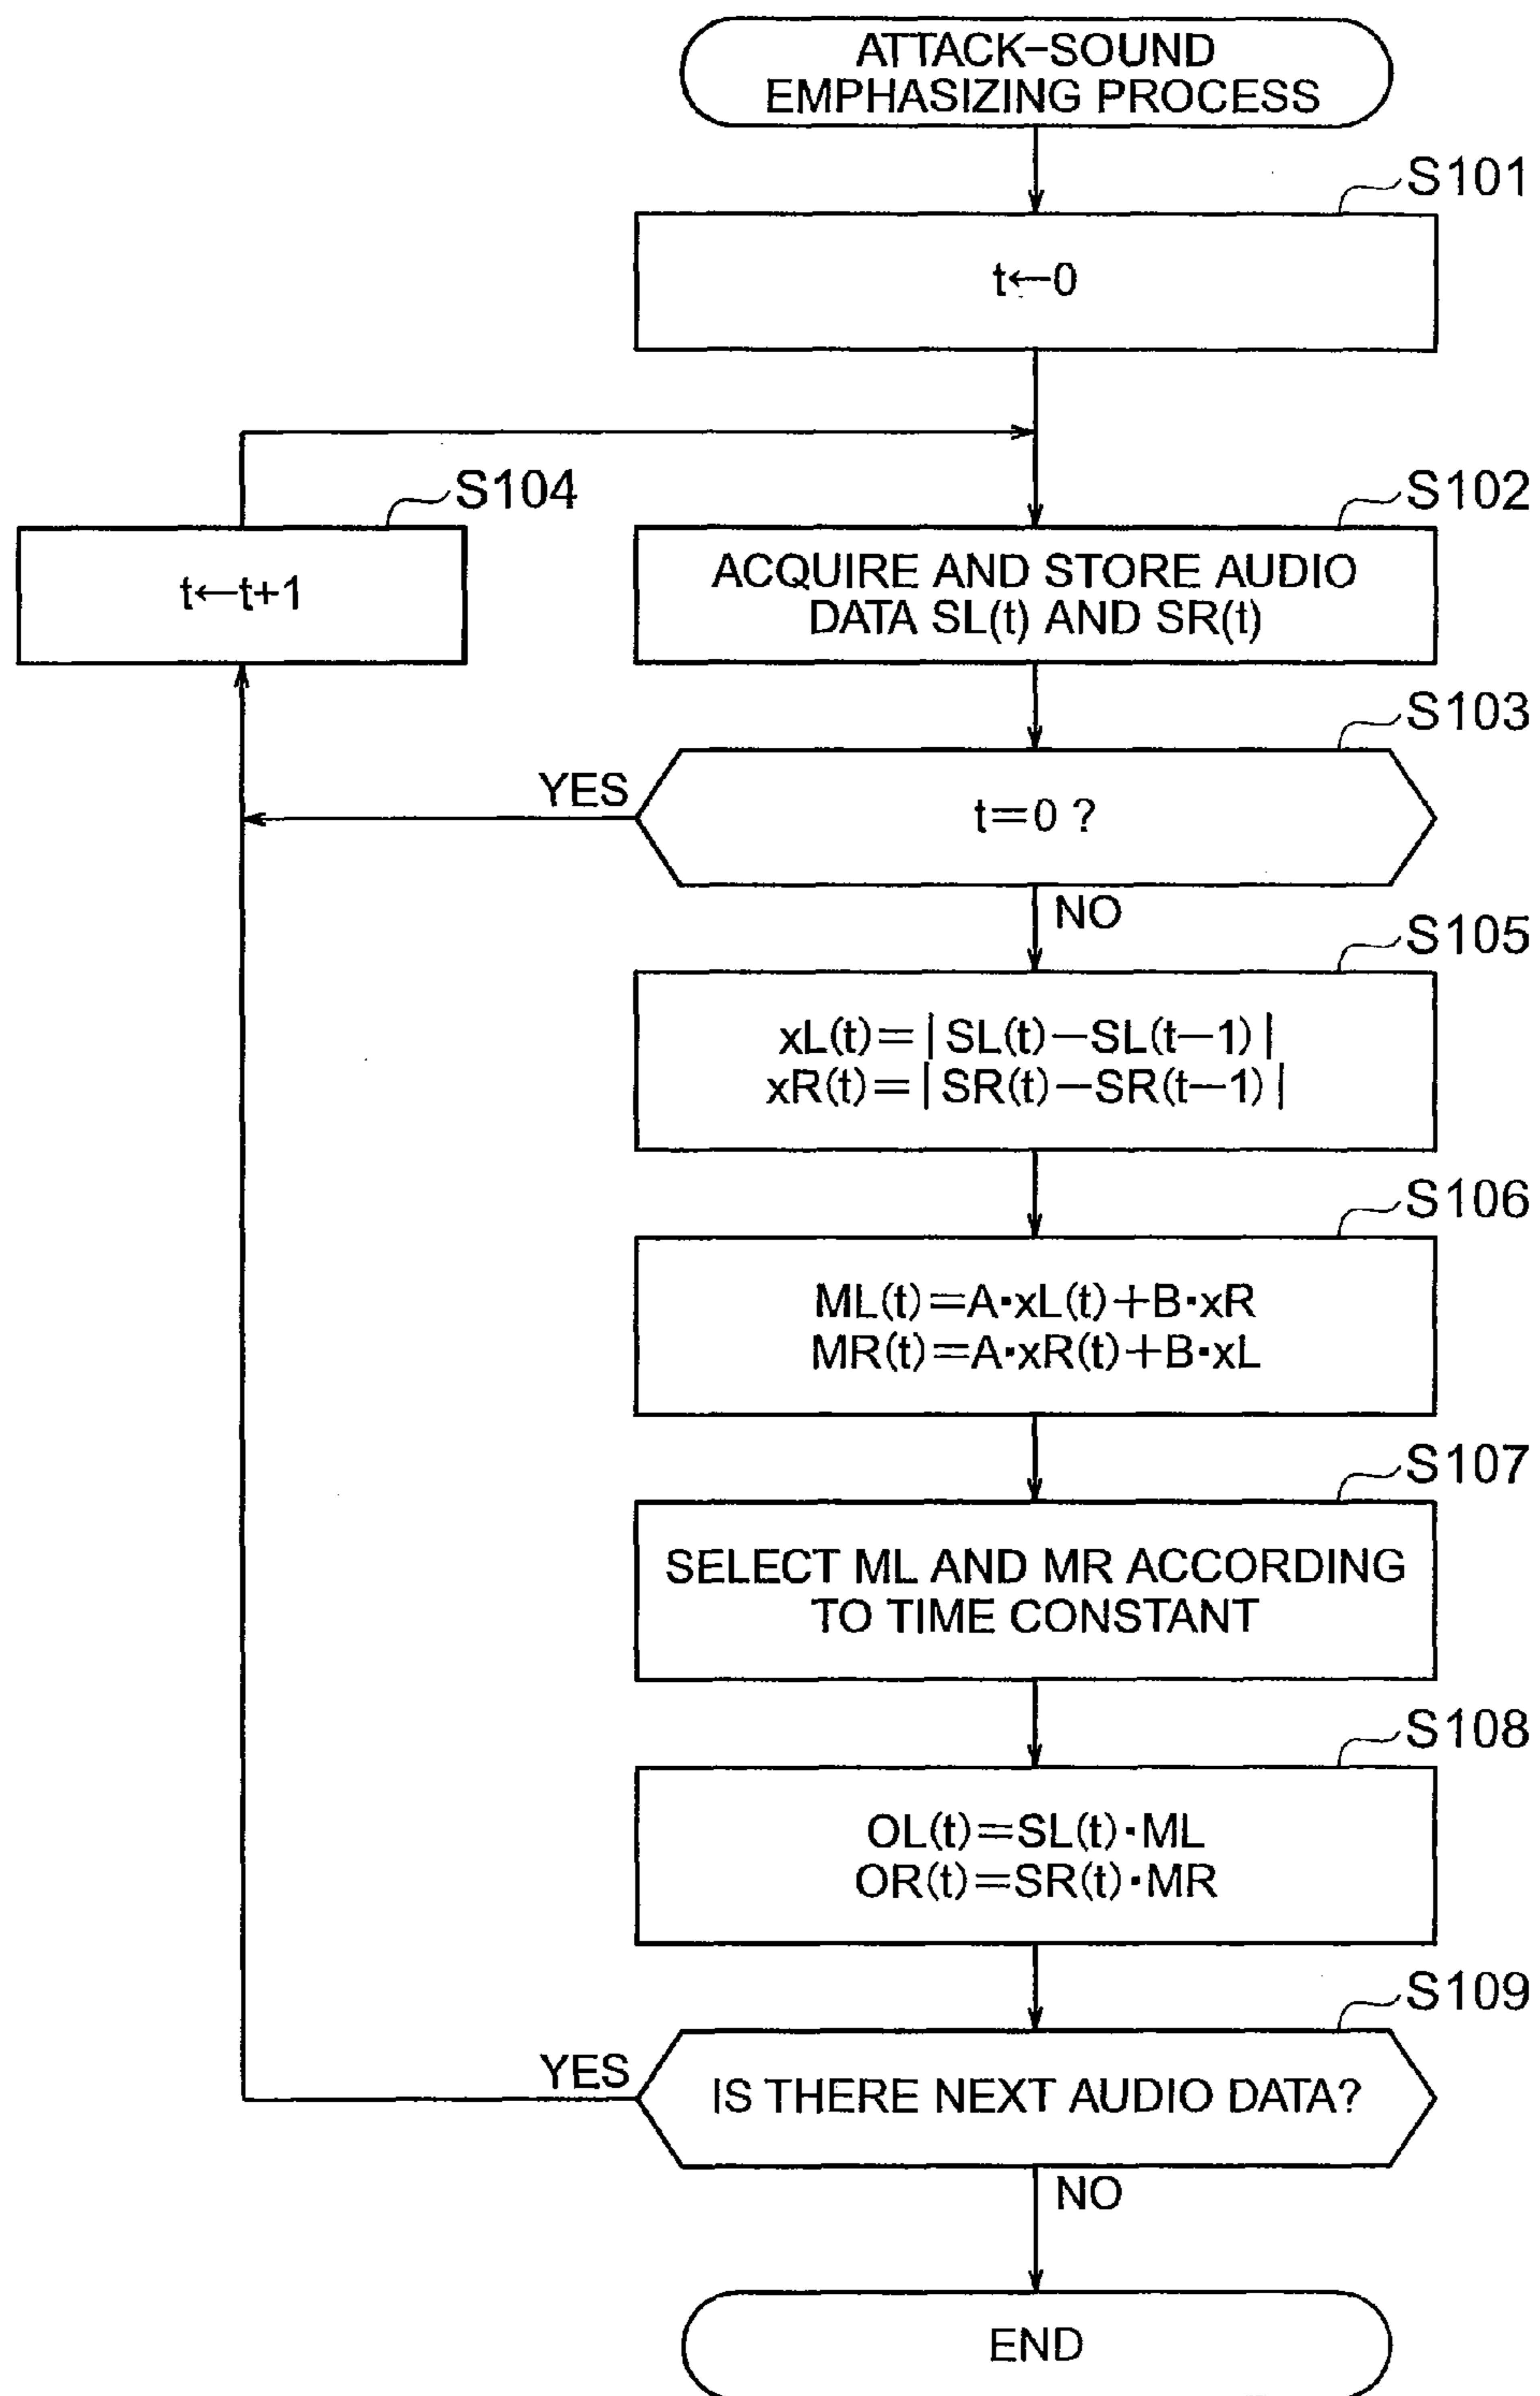 ATTACK-SOUND
EMPHASIZING PROCESS
S101
t←0
S104
t←t+1
S102
ACQUIRE AND STORE AUDIO
DATA SL(t) AND SR(t)
S103
YES
t=0 ?
NO
S105
xL(t)=|SL(t)-SL(t-1)|
xR(t)=|SR(t)-SR(t-1)|
S106
ML(t)=A·xL(t)+B·xR
MR(t)=A·xR(t)+B·xL
S107
SELECT ML AND MR ACCORDING
TO TIME CONSTANT
S108
OL(t)=SL(t)·ML
OR(t)=SR(t)·MR
S109
YES
IS THERE NEXT AUDIO DATA?
NO
END